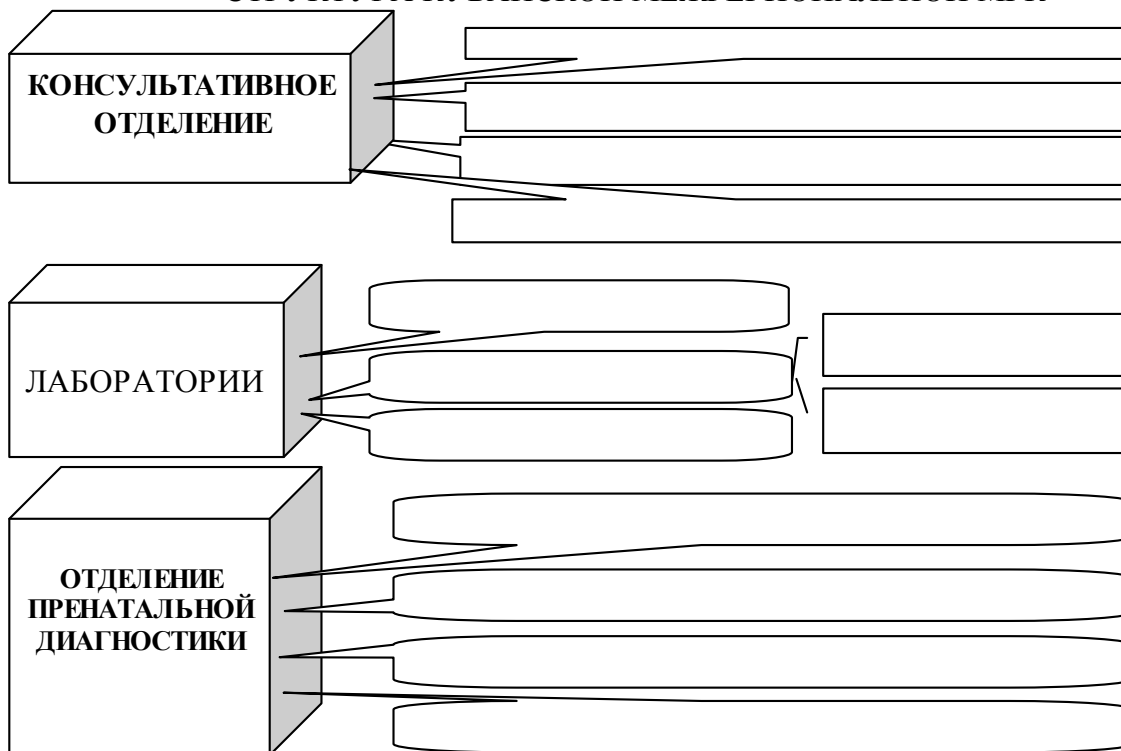 КОНСУЛЬТАТИВНОЕ
ОТДЕЛЕНИЕ
ЛАБОРАТОРИИ
ОТДЕЛЕНИЕ
ПРЕНАТАЛЬНОЙ
ДИАГНОСТИКИ